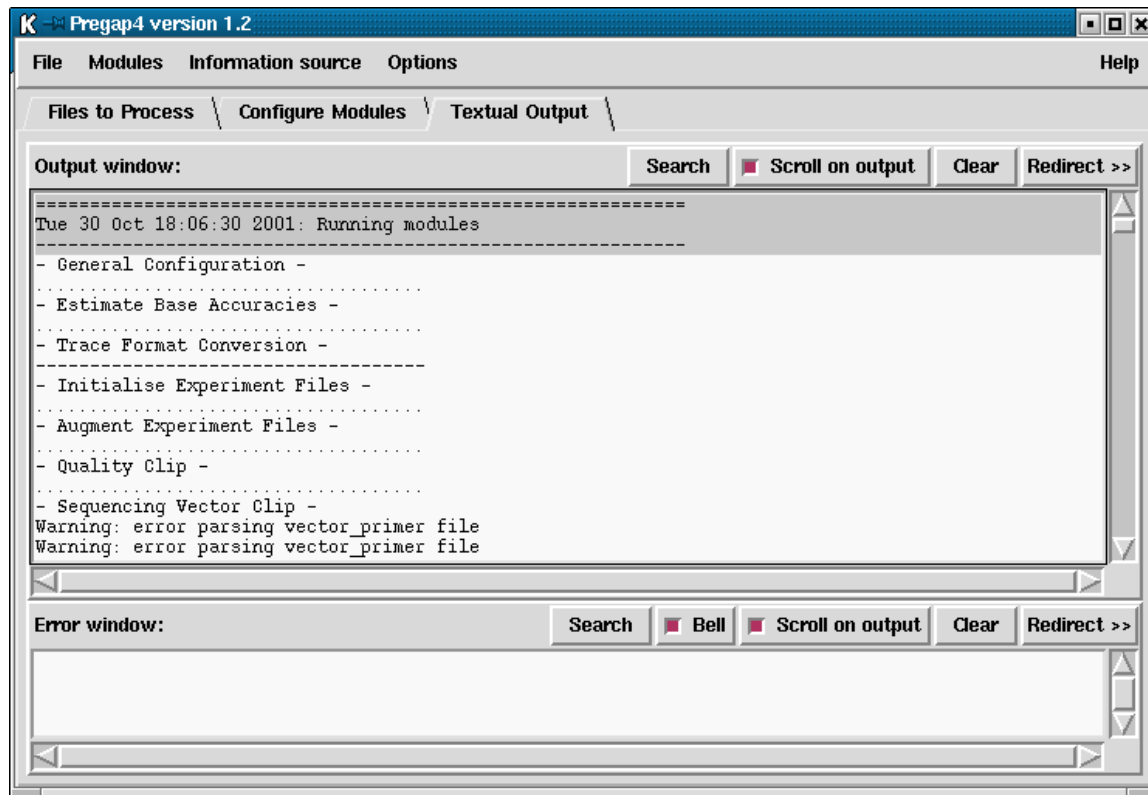 K Pregap4 version 1.2
File Modules Information source Options Help
Files to Process Configure Modules Textual Output
Output window: Search Scroll on output Clear Redirect >>
============================================================
Tue 30 Oct 18:06:30 2001: Running modules
------------------------------------------------------------
- General Configuration -
....................................
- Estimate Base Accuracies -
....................................
- Trace Format Conversion -
------------------------------------
- Initialise Experiment Files -
....................................
- Augment Experiment Files -
....................................
- Quality Clip -
....................................
- Sequencing Vector Clip -
Warning: error parsing vector_primer file
Warning: error parsing vector_primer file
Error window: Search Bell Scroll on output Clear Redirect >>